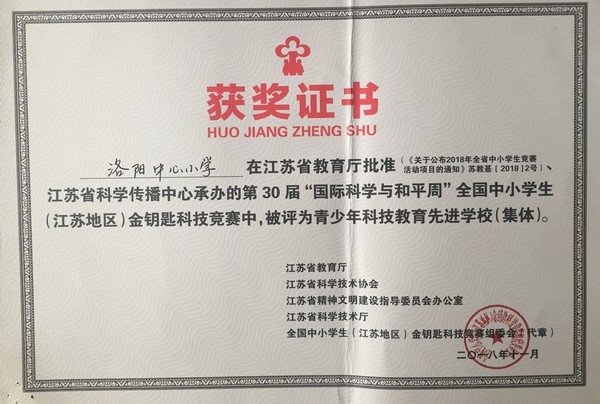 获奖证书
HUO JIANG ZHENG SHU
洛阳中心小学 在江苏省教育厅批准(《关于公布2018年全省中小学生竞赛活动项目的通知》苏教基〔2018〕2号)、
江苏省科学传播中心承办的第30届“国际科学与和平周”全国中小学生
(江苏地区)金钥匙科技竞赛中,被评为青少年科技教育先进学校(集体)。
江苏省教育厅
江苏省科学技术协会
江苏省精神文明建设指导委员会办公室
江苏省科学技术厅
全国中小学生(江苏地区)金钥匙科技竞赛组委会(代章)
二〇一八年十一月